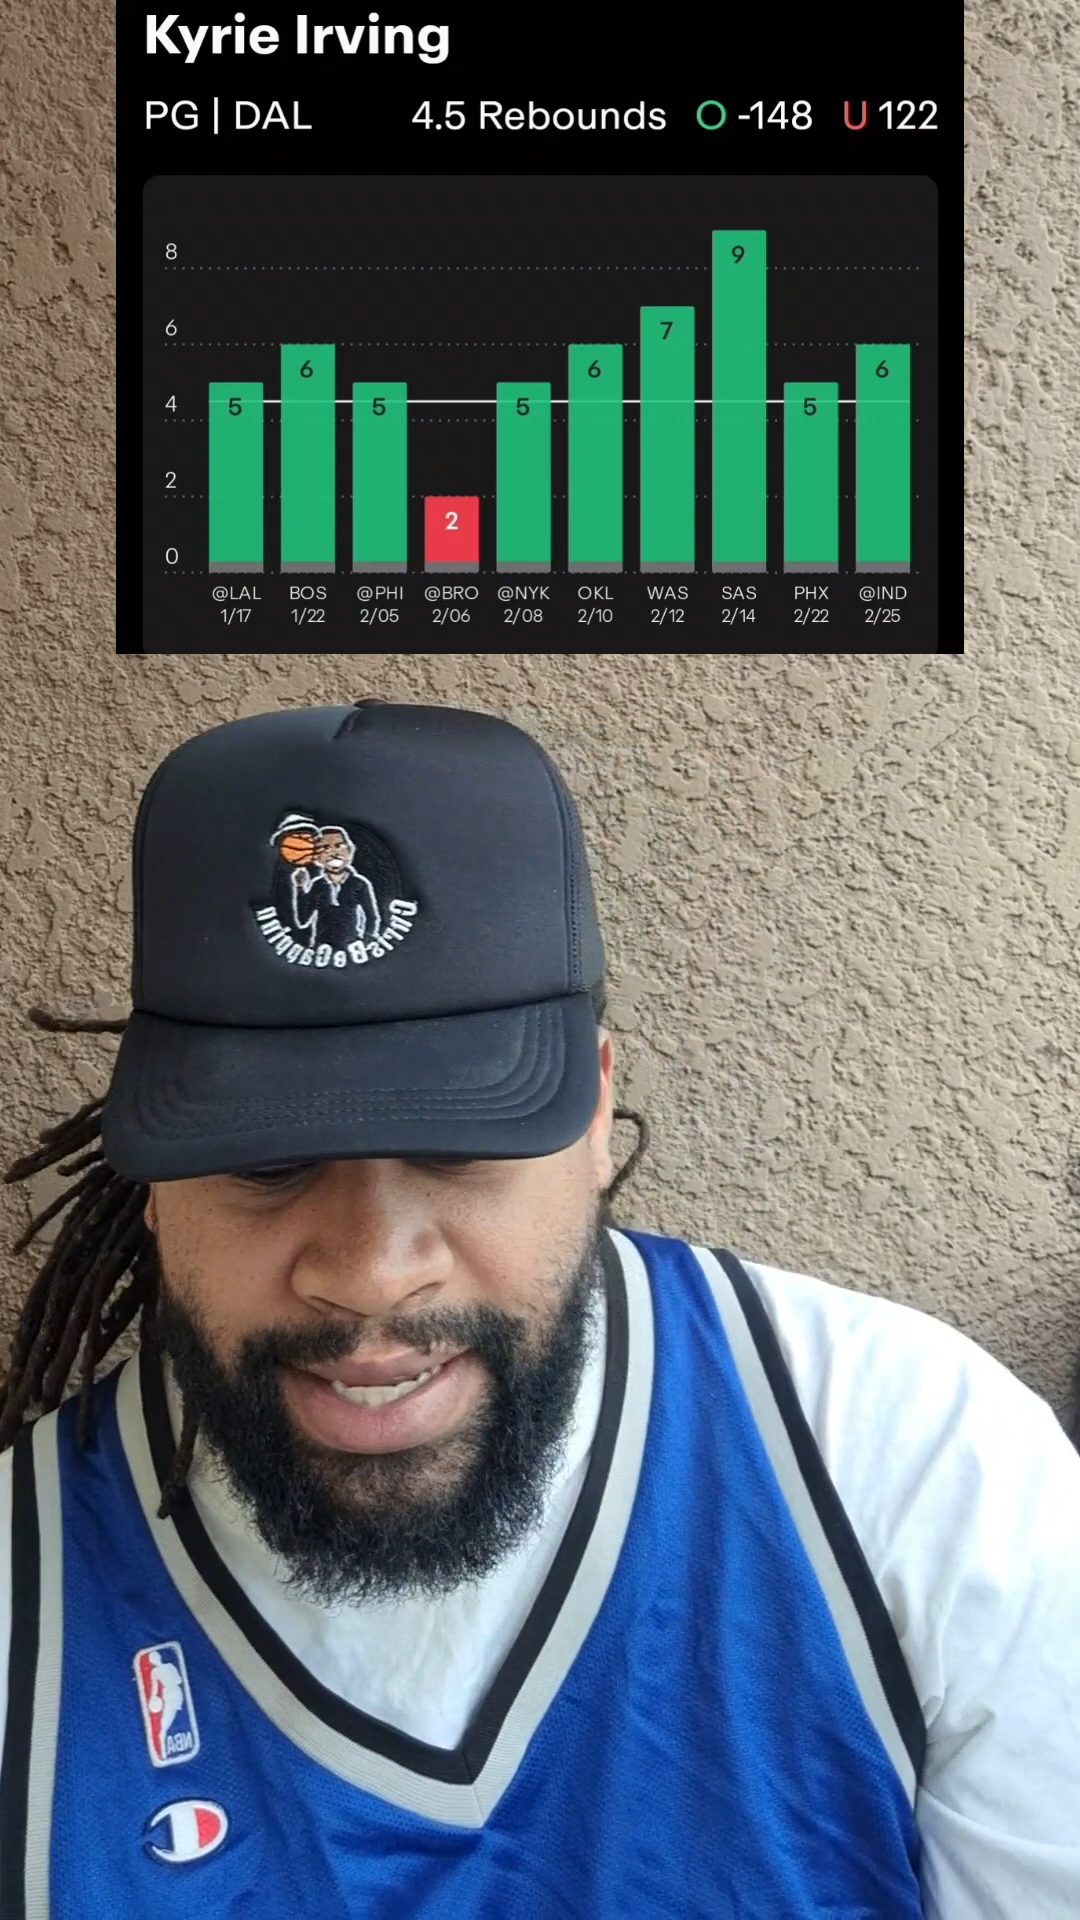 Kyrie Irving
PG | DAL 4.5 Rebounds O -148 U 122
8
6
4
2
0
5 6 5 2 5 6 7 9 5 6
@LAL BOS @PHI @BRO @NYK OKL WAS SAS PHX @IND
1/17 1/22 2/05 2/06 2/08 2/10 2/12 2/14 2/22 2/25
ChrisBeCappinn
NBA